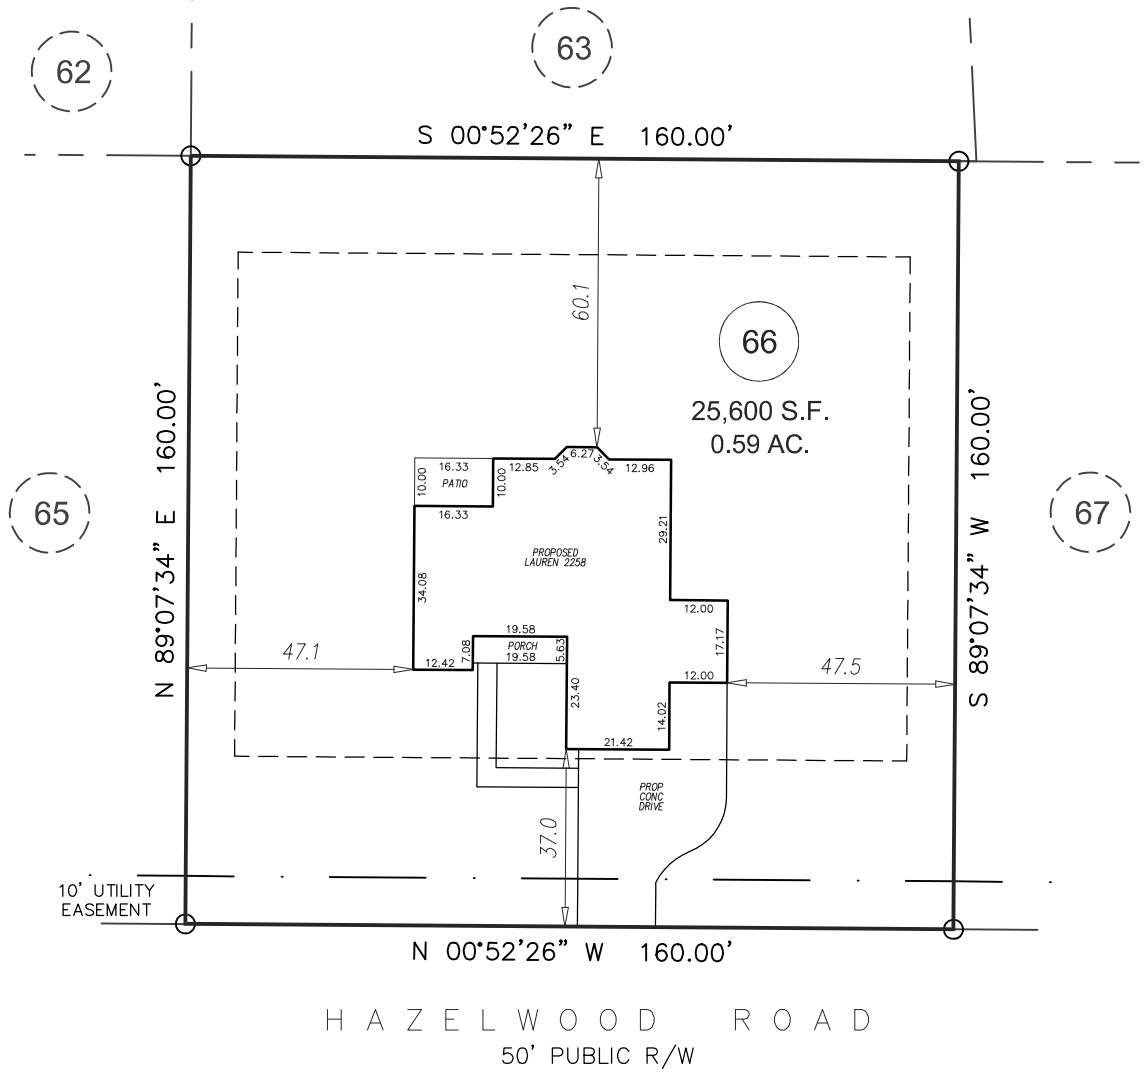 63
62
S 00°52'26" E 160.00'
60.1
66
25,600 S.F.
0.59 AC.
N 89°07'34" E 160.00'
S 89°07'34" W 160.00'
65
67
16.33
10.00
PATIO
10.00
16.33
12.85
3.54
6.27
3.54
12.96
29.21
PROPOSED
LAUREN 2258
34.08
12.00
17.17
12.00
19.58
PORCH
19.58
7.08
5.63
12.42
47.1
47.5
23.40
14.02
21.42
PROP
CONC
DRIVE
37.0
10' UTILITY
EASEMENT
N 00°52'26" W 160.00'
HAZELWOOD ROAD
50' PUBLIC R/W